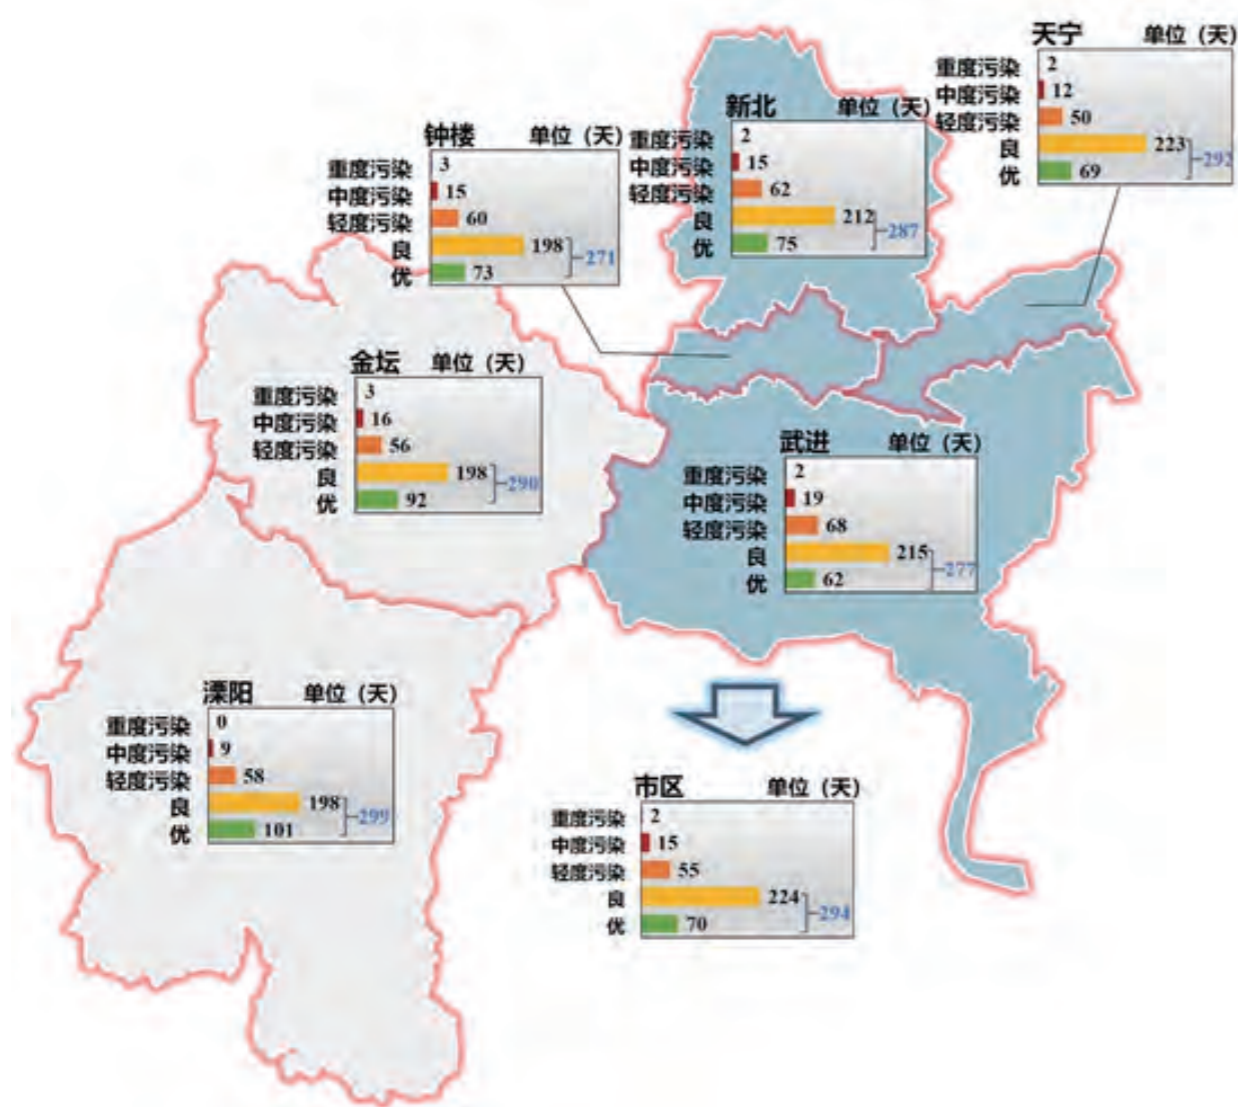 天宁 单位（天）
重度污染 2
中度污染 12
轻度污染 50
良 223
优 69
292
新北 单位（天）
重度污染 2
中度污染 15
轻度污染 62
良 212
优 75
287
钟楼 单位（天）
重度污染 3
中度污染 15
轻度污染 60
良 198
优 73
271
金坛 单位（天）
重度污染 3
中度污染 16
轻度污染 56
良 198
优 92
290
武进 单位（天）
重度污染 2
中度污染 19
轻度污染 68
良 215
优 62
277
溧阳 单位（天）
重度污染 0
中度污染 9
轻度污染 58
良 198
优 101
299
市区 单位（天）
重度污染 2
中度污染 15
轻度污染 55
良 224
优 70
294